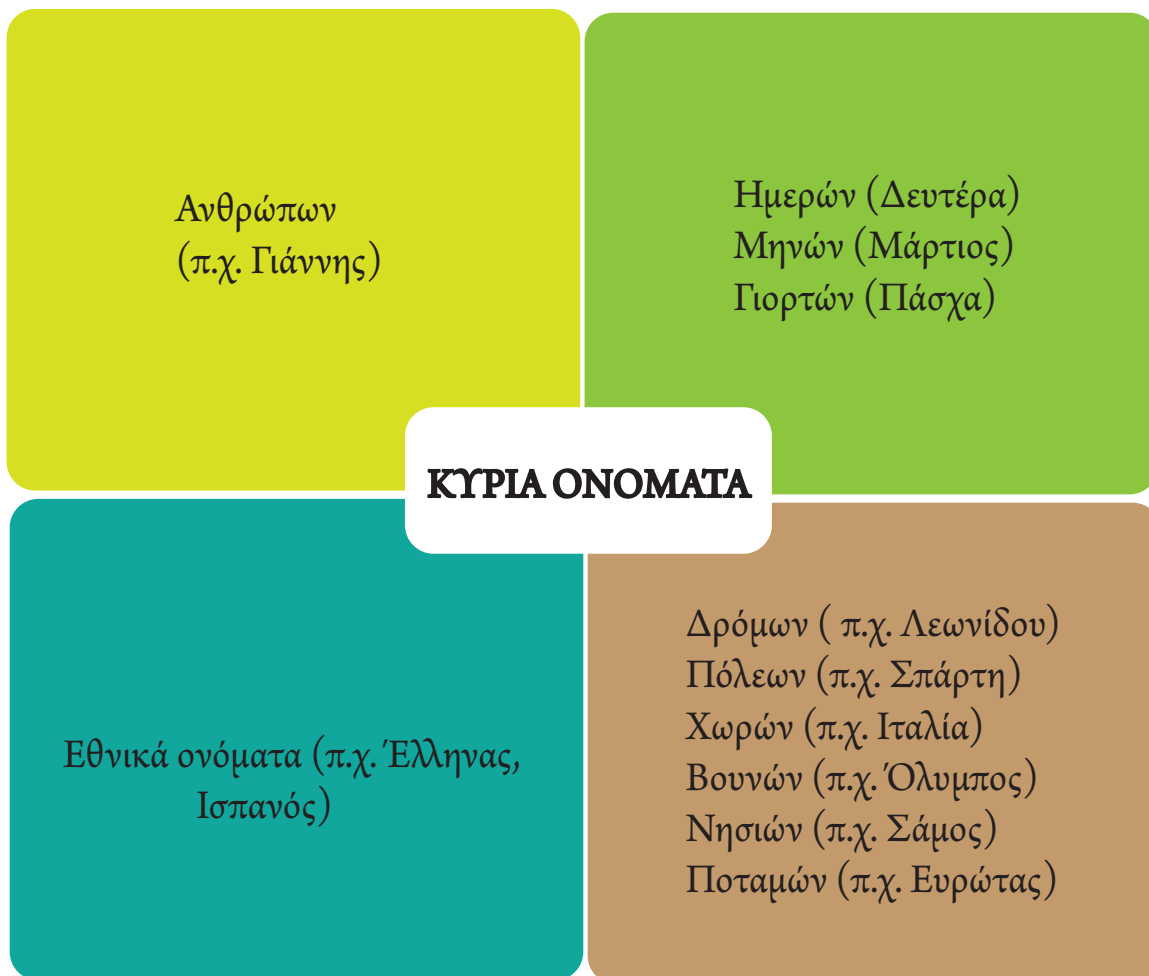 Ανθρώπων
(π.χ. Γιάννης)
Ημερών (Δευτέρα)
Μηνών (Μάρτιος)
Γιορτών (Πάσχα)
ΚΥΡΙΑ ΟΝΟΜΑΤΑ
Εθνικά ονόματα (π.χ. Έλληνας,
Ισπανός)
Δρόμων ( π.χ. Λεωνίδου)
Πόλεων (π.χ. Σπάρτη)
Χωρών (π.χ. Ιταλία)
Βουνών (π.χ. Όλυμπος)
Νησιών (π.χ. Σάμος)
Ποταμών (π.χ. Ευρώτας)